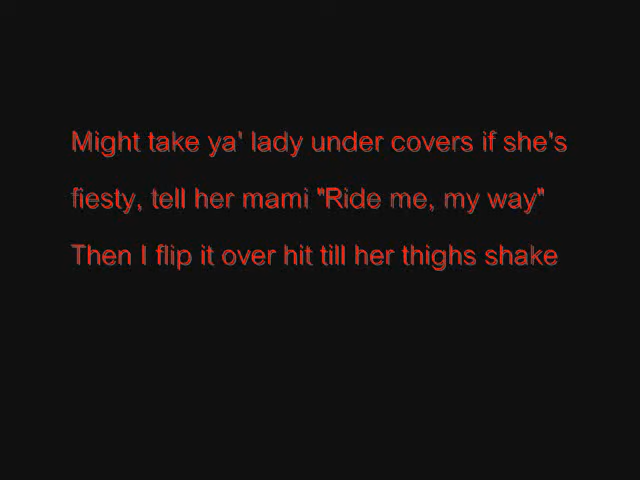 Might take ya' lady under covers if she's
fiesty, tell her mami "Ride me, my way"
Then I flip it over hit till her thighs shake